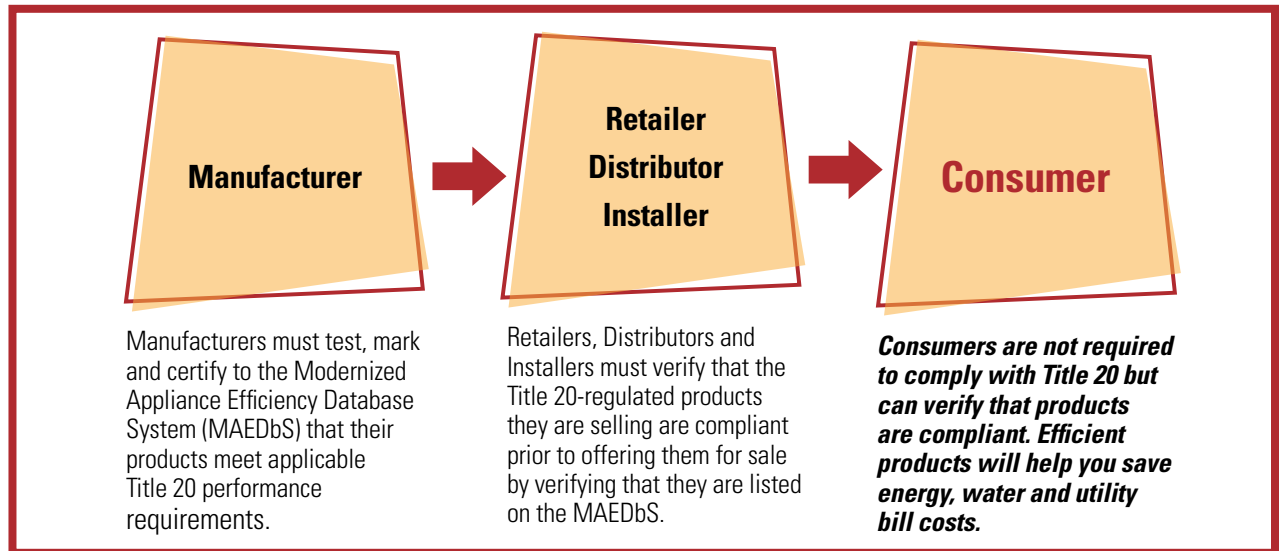 Manufacturer
Retailer
Distributor
Installer
Consumer
Manufacturers must test, mark
and certify to the Modernized
Appliance Efficiency Database
System (MAEDbS) that their
products meet applicable
Title 20 performance
requirements.
Retailers, Distributors and
Installers must verify that the
Title 20-regulated products
they are selling are compliant
prior to offering them for sale
by verifying that they are listed
on the MAEDbS.
Consumers are not required
to comply with Title 20 but
can verify that products
are compliant. Efficient
products will help you save
energy, water and utility
bill costs.